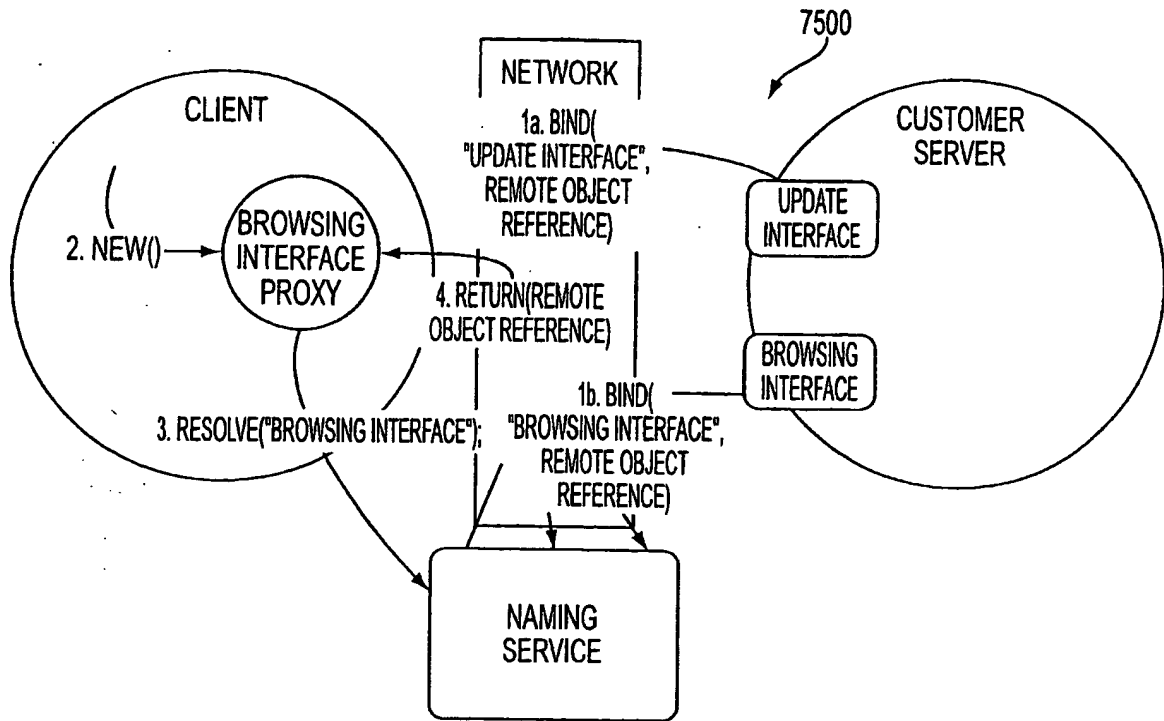 7500
NETWORK
CLIENT
1a. BIND(
"UPDATE INTERFACE",
REMOTE OBJECT
REFERENCE)
CUSTOMER
SERVER
UPDATE
INTERFACE
2. NEW()
BROWSING
INTERFACE
PROXY
4. RETURN(REMOTE
OBJECT REFERENCE)
BROWSING
INTERFACE
1b. BIND(
"BROWSING INTERFACE",
REMOTE OBJECT
REFERENCE)
3. RESOLVE("BROWSING INTERFACE");
NAMING
SERVICE